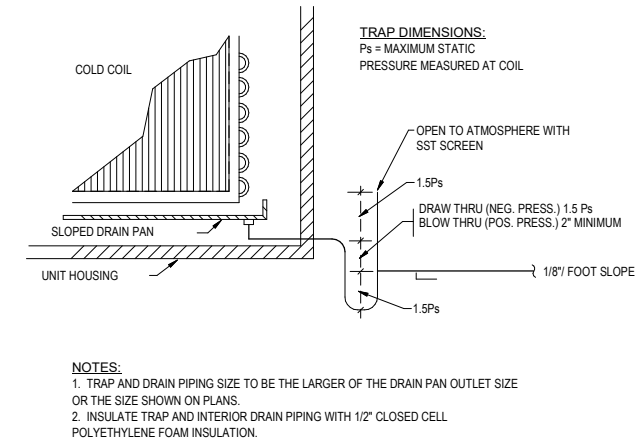 TRAP DIMENSIONS:
Ps = MAXIMUM STATIC
PRESSURE MEASURED AT COIL
COLD COIL
OPEN TO ATMOSPHERE WITH
SST SCREEN
1.5Ps
DRAW THRU (NEG. PRESS.) 1.5 Ps
BLOW THRU (POS. PRESS.) 2" MINIMUM
SLOPED DRAIN PAN
UNIT HOUSING
1/8"/ FOOT SLOPE
1.5Ps
NOTES:
1. TRAP AND DRAIN PIPING SIZE TO BE THE LARGER OF THE DRAIN PAN OUTLET SIZE
OR THE SIZE SHOWN ON PLANS.
2. INSULATE TRAP AND INTERIOR DRAIN PIPING WITH 1/2" CLOSED CELL
POLYETHYLENE FOAM INSULATION.